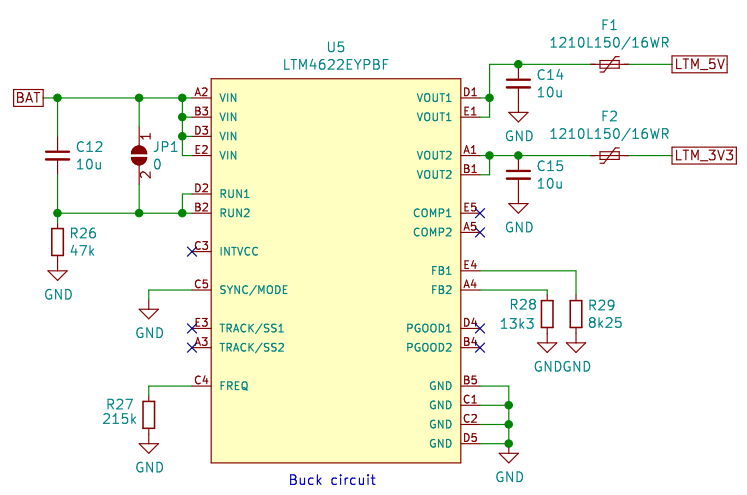 F1
1210L150/16WR
U5
LTM4622EYPBF
BAT
A2
VIN
B3
VIN
D3
VIN
E2
VIN
VOUT1
D1
VOUT1
E1
C14
10u
GND
LTM_5V
F2
1210L150/16WR
C12
10u
1
JP1
0
2
VOUT2
A1
VOUT2
B1
C15
10u
GND
LTM_3V3
D2
RUN1
B2
RUN2
COMP1
E5
COMP2
A5
R26
47k
GND
C3
INTVCC
FB1
E4
FB2
A4
C5
SYNC/MODE
GND
R28
13k3
R29
8k25
GND
GND
E3
TRACK/SS1
A3
TRACK/SS2
PGOOD1
D4
PGOOD2
B4
C4
FREQ
R27
215k
GND
GND
B5
GND
C1
GND
C2
GND
D5
GND
Buck circuit